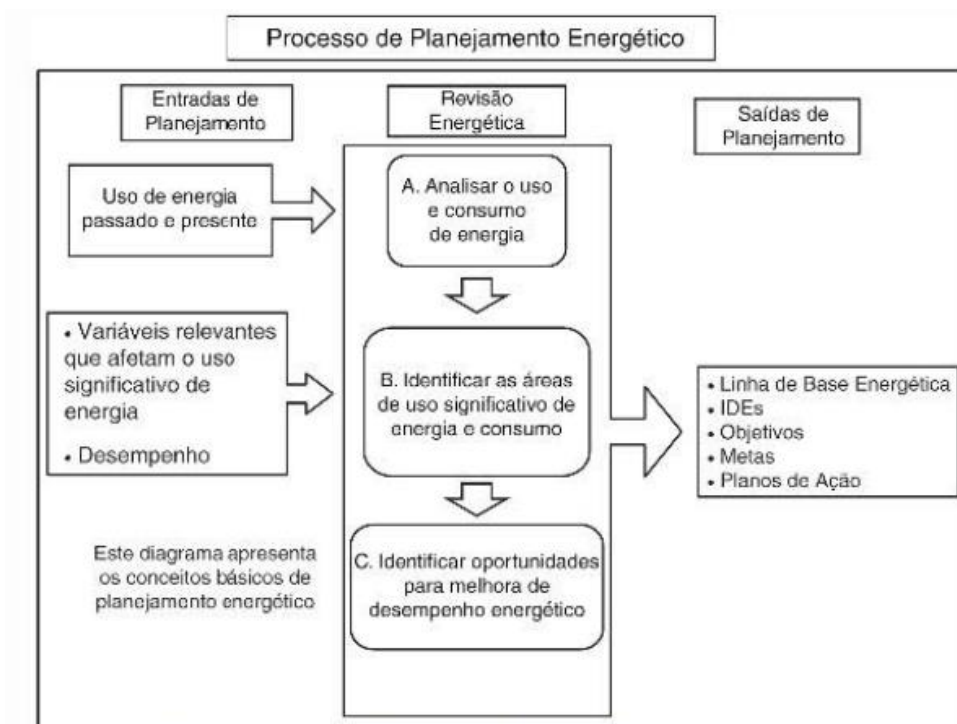 Processo de Planejamento Energético
Entradas de
Planejamento
Revisão
Energética
Saídas de
Planejamento
Uso de energia
passado e presente
A. Analisar o uso
e consumo
de energia
• Variáveis relevantes
que afetam o uso
significativo de
energia
• Desempenho
B. Identificar as áreas
de uso significativo de
energia e consumo
• Linha de Base Energética
• IDEs
• Objetivos
• Metas
• Planos de Ação
Este diagrama apresenta
os conceitos básicos de
planejamento energético
C. Identificar oportunidades
para melhora de
desempenho energético